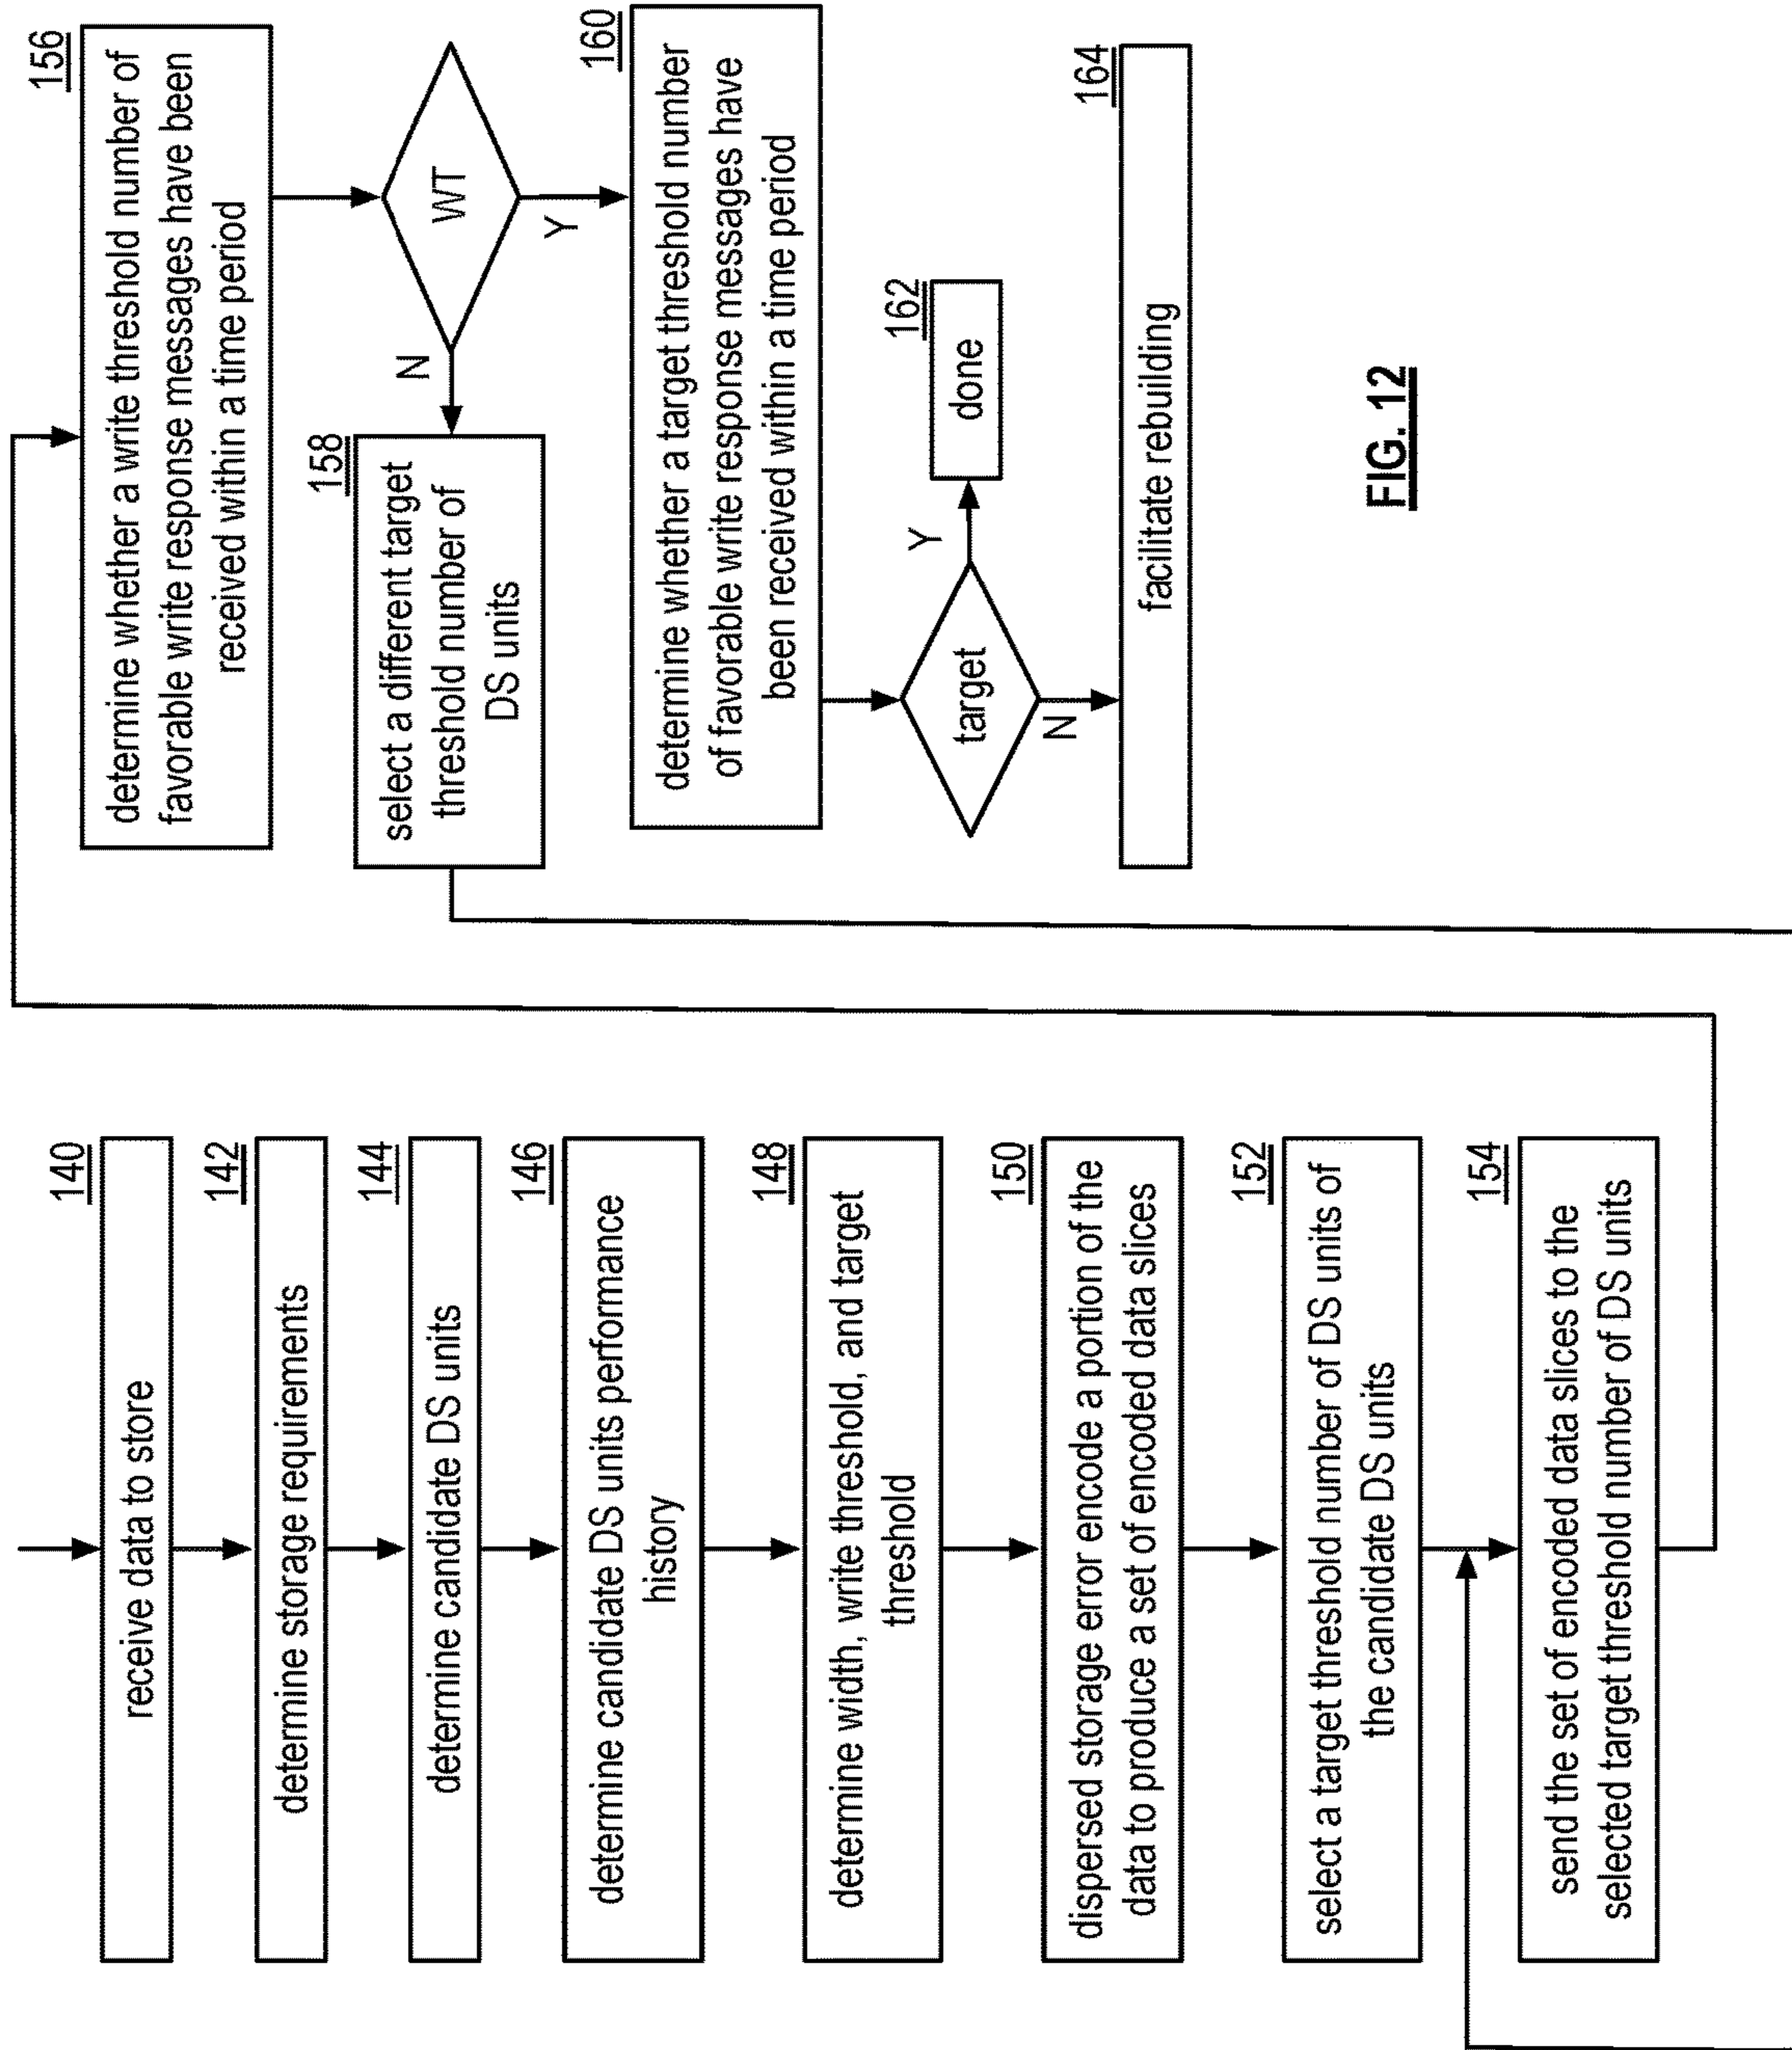 140
receive data to store
142
determine storage requirements
144
determine candidate DS units
146
determine candidate DS units performance
history
148
determine width, write threshold, and target
threshold
150
dispersed storage error encode a portion of the
data to produce a set of encoded data slices
152
select a target threshold number of DS units of
the candidate DS units
154
send the set of encoded data slices to the
selected target threshold number of DS units
156
determine whether a write threshold number of
favorable write response messages have been
received within a time period
WT
N
Y
158
select a different target
threshold number of
DS units
160
determine whether a target threshold number
of favorable write response messages have
been received within a time period
target
Y
N
162
done
164
facilitate rebuilding
FIG. 12